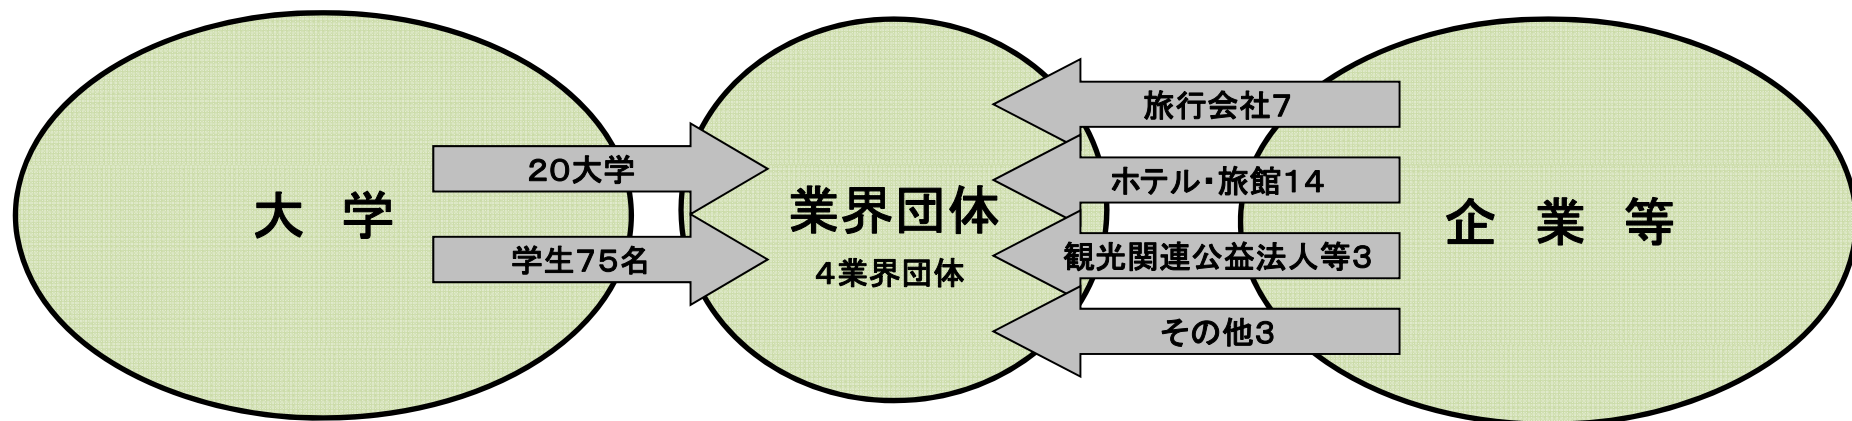 大 学
20大学
学生75名
業界団体
4業界団体
旅行会社7
ホテル・旅館14
観光関連公益法人等3
その他3
企 業 等